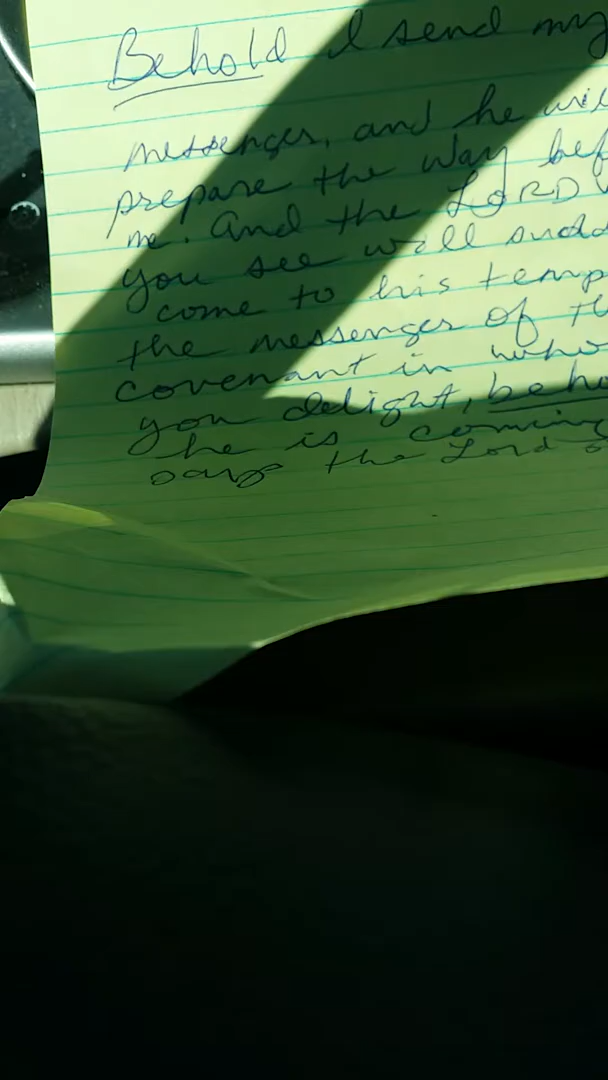 Behold I send my
messenger, and he will
prepare the way bef
me. And the LORD
you see will sudd
come to his temp
the messenger of th
covenant in who
you delight, beho
he is coming
says the Lord o